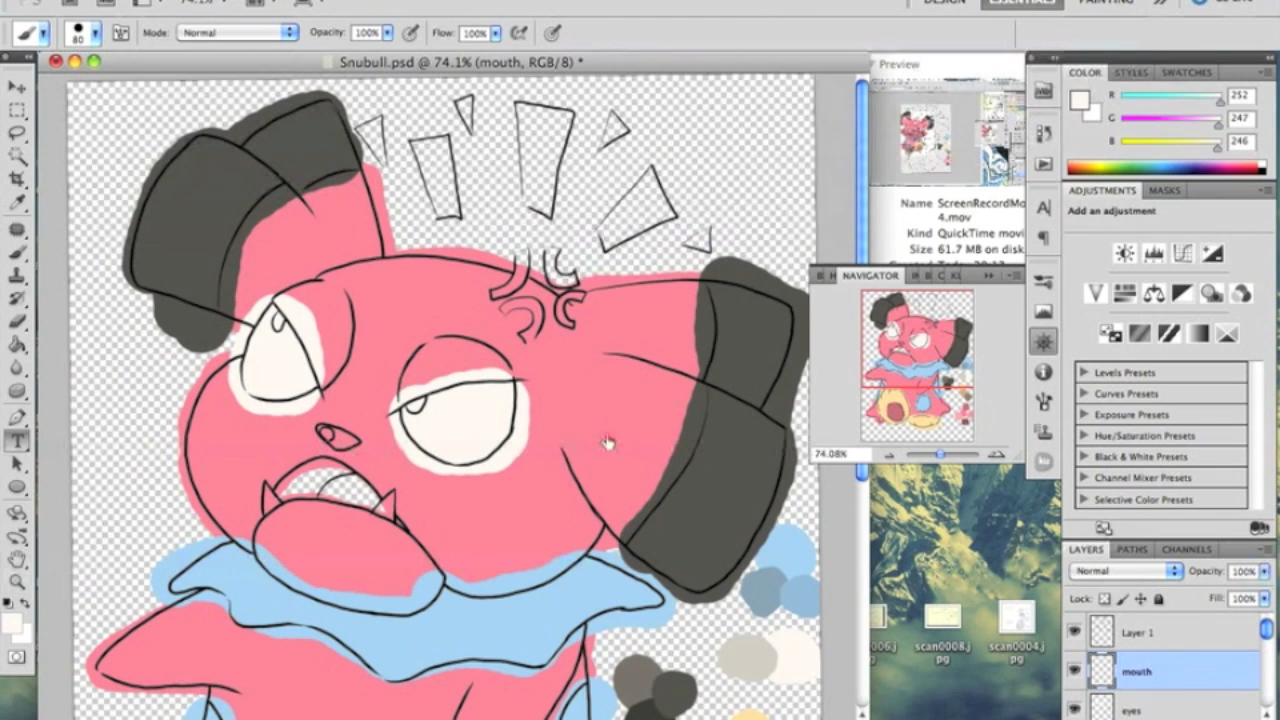 DESIGN ESSENTIALS PAINTING
80 Mode: Normal Opacity: 100% Flow: 100%
Snubull.psd @ 74.1% (mouth, RGB/8) *
Preview
Name ScreenRecordMo
4.mov
Kind QuickTime movi
Size 61.7 MB on disk
NAVIGATOR
74.08%
scan0008.j
pg
scan0004.j
pg
COLOR STYLES SWATCHES
R 252
G 247
B 246
ADJUSTMENTS MASKS
Add an adjustment
Levels Presets
Curves Presets
Exposure Presets
Hue/Saturation Presets
Black & White Presets
Channel Mixer Presets
Selective Color Presets
LAYERS PATHS CHANNELS
Normal Opacity: 100%
Lock: Fill: 100%
Layer 1
mouth
eyes